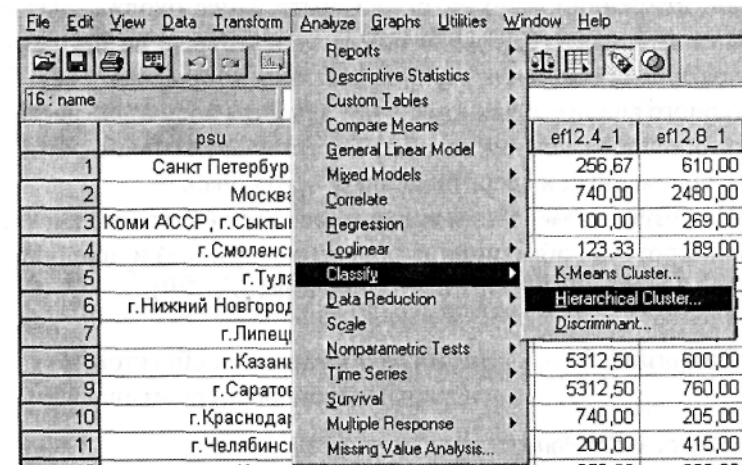 File Edit View Data Transform Analyze Graphs Utilities Window Help
16 : name
Reports
Descriptive Statistics
Custom Tables
Compare Means
General Linear Model
Mixed Models
Correlate
Regression
Loglinear
Classify
Data Reduction
Scale
Nonparametric Tests
Time Series
Survival
Multiple Response
Missing Value Analysis...
K-Means Cluster...
Hierarchical Cluster...
Discriminant...
psu ef12.4_1 ef12.8_1
1 Санкт Петербур 256,67 610,00
2 Москва 740,00 2480,00
3 Коми АССР, г.Сыкты 100,00 269,00
4 г.Смоленс 123,33 189,00
5 г.Тула
6 г.Нижний Новгород
7 г.Липец
8 г.Казань 5312,50 600,00
9 г.Саратов 5312,50 760,00
10 г.Краснодар 740,00 205,00
11 г.Челябинс 200,00 415,00